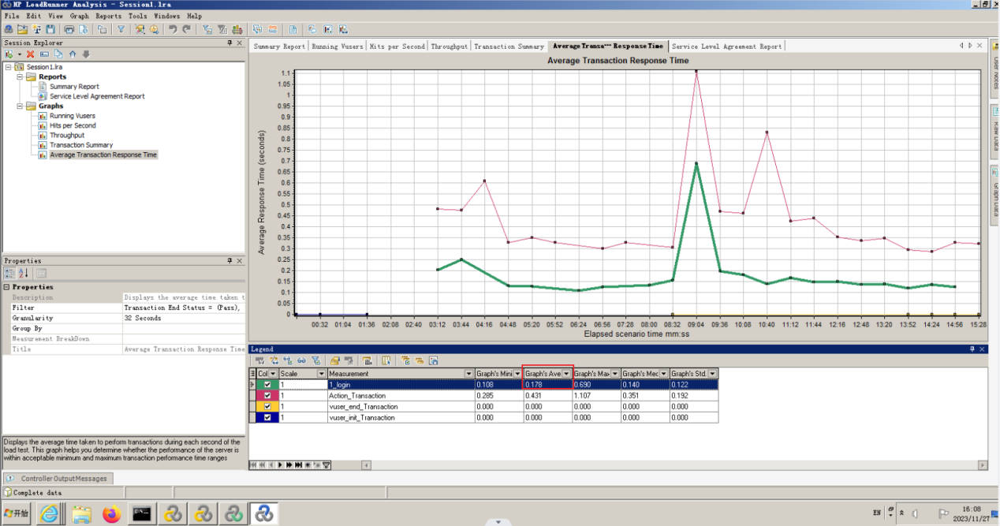 HP LoadRunner Analysis - Session1.lra
File Edit View Graph Reports Tools Windows Help
Session Explorer
Session1.lra
Reports
Summary Report
Service Level Agreement Report
Graphs
Running Vusers
Hits per Second
Throughput
Transaction Summary
Average Transaction Response Time
Properties
Properties
Description Displays the average time taken t
Filter Transaction End Status = (Pass),
Granularity 32 Seconds
Group By
Measurement BreakDown
Title Average Transaction Response Time
Displays the average time taken to perform transactions during each second of the
load test. This graph helps you determine whether the performance of the server is
within acceptable minimum and maximum transaction performance time ranges
Summary Report Running Vusers Hits per Second Throughput Transaction Summary Average Transa··· Response Time Service Level Agreement Report
Average Transaction Response Time
Average Response Time (seconds)
1.1
1.05
1
0.95
0.9
0.85
0.8
0.75
0.7
0.65
0.6
0.55
0.5
0.45
0.4
0.35
0.3
0.25
0.2
0.15
0.1
0.05
0
00:32 01:04 01:36 02:08 02:40 03:12 03:44 04:16 04:48 05:20 05:52 06:24 06:56 07:28 08:00 08:32 09:04 09:36 10:08 10:40 11:12 11:44 12:16 12:48 13:20 13:52 14:24 14:56 15:28
Elapsed scenario time mm:ss
Legend
Col Scale Measurement Graph's Mini Graph's Ave Graph's Max Graph's Mec Graph's Std.
1 1_login 0.108 0.178 0.690 0.140 0.122
1 Action_Transaction 0.285 0.431 1.107 0.351 0.192
1 vuser_end_Transaction 0.000 0.000 0.000 0.000 0.000
1 vuser_init_Transaction 0.000 0.000 0.000 0.000 0.000
User Notes
Raw Data
Graph Data
Controller Output Messages
Complete data
开始
EN
16:08
2023/11/27